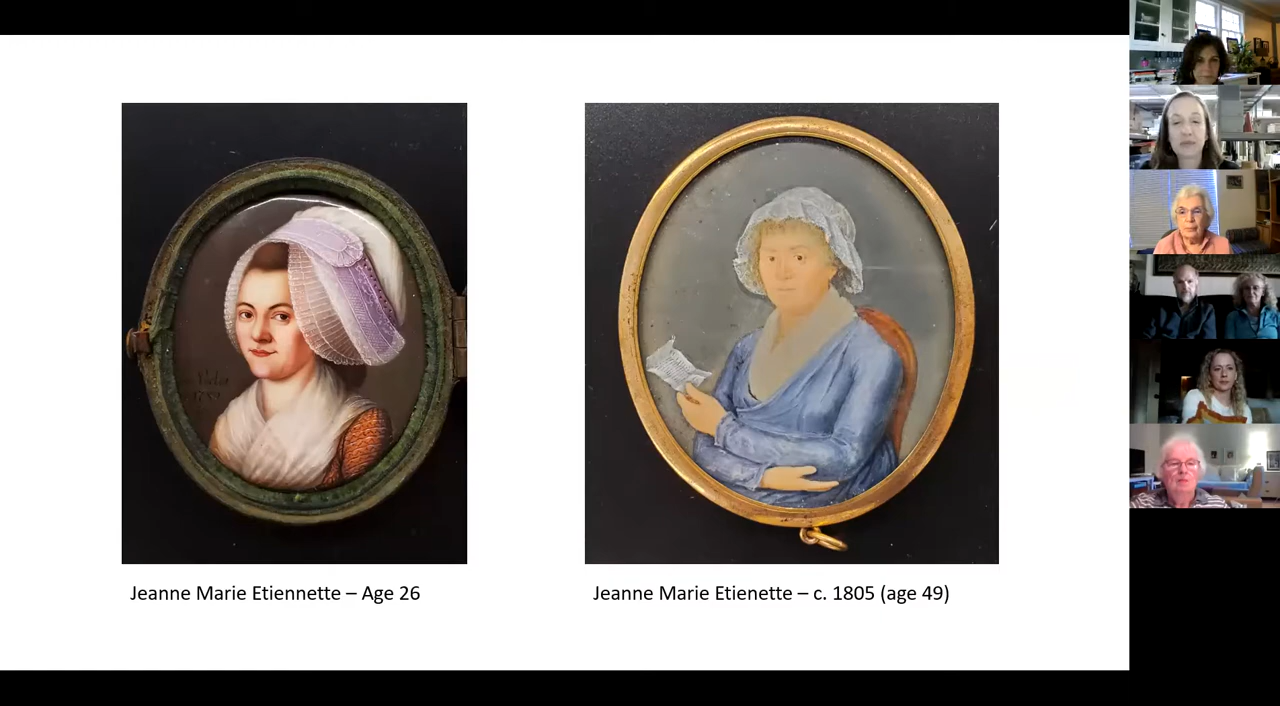 Jeanne Marie Etiennette – Age 26
Jeanne Marie Etienette – c. 1805 (age 49)